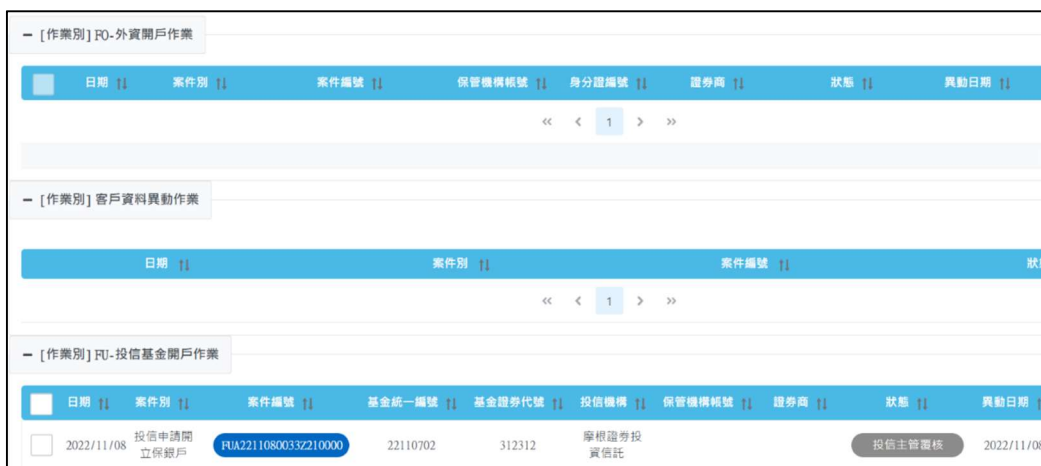 [作業別] FO-外資開戶作業
日期 案件別 案件編號 保管機構帳號 身分證編號 證券商 狀態 異動日期
« < 1 > »
[作業別] 客戶資料異動作業
日期 案件別 案件編號 狀
« < 1 > »
[作業別] FU-投信基金開戶作業
日期 案件別 案件編號 基金統一編號 基金證券代號 投信機構 保管機構帳號 證券商 狀態 異動日期
2022/11/08 投信申請開立保銀戶 FUA2211080033Z210000 22110702 312312 摩根證券投資信託 投信主管覆核 2022/11/08